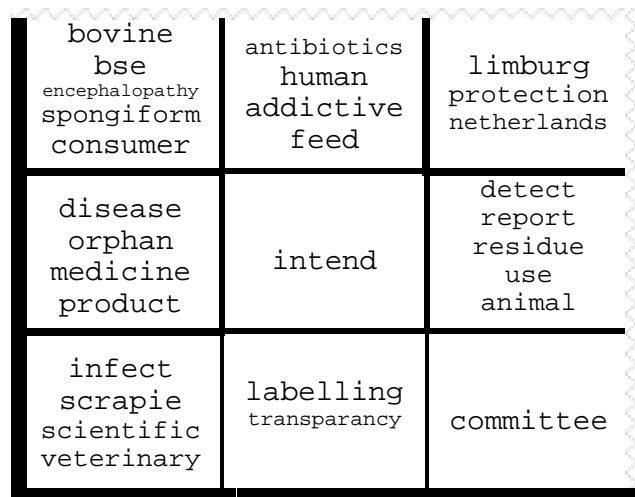 bovine
bse
encephalopathy
spongiform
consumer
antibiotics
human
addictive
feed
limburg
protection
netherlands
disease
orphan
medicine
product
intend
detect
report
residue
use
animal
infect
scrapie
scientific
veterinary
labelling
transparancy
committee